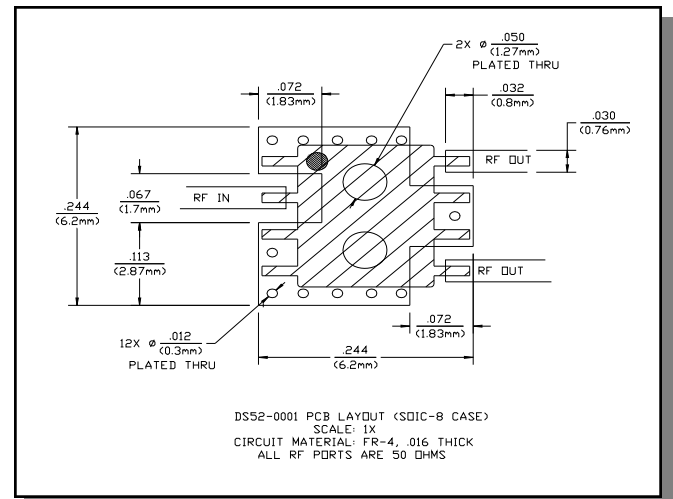 2X ø .050
(1.27mm)
PLATED THRU
.072
(1.83mm)
.032
(0.8mm)
.030
(0.76mm)
RF OUT
.067
(1.7mm)
RF IN
.244
(6.2mm)
.113
(2.87mm)
RF OUT
12X ø .012
(0.3mm)
PLATED THRU
.072
(1.83mm)
.244
(6.2mm)
DS52-0001 PCB LAYOUT (SOIC-8 CASE)
SCALE: 1X
CIRCUIT MATERIAL: FR-4, .016 THICK
ALL RF PORTS ARE 50 OHMS